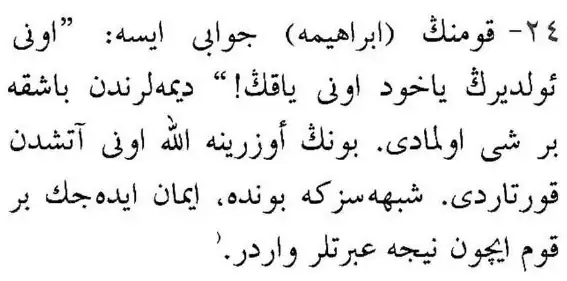 ٢٤- قومنڭ (ابراهيمه) جوابى ايسه: ”اونى
ئولديرڭ ياخود اونى ياقڭ!“ ديمه‌لرندن باشقه
بر شى اولمادى. بونڭ أوزرينه الله اونى آتشدن
قورتاردى. شبهه‌سزكه بونده، ايمان ايده‌جك بر
قوم ايچون نيجه عبرتلر واردر.⁽